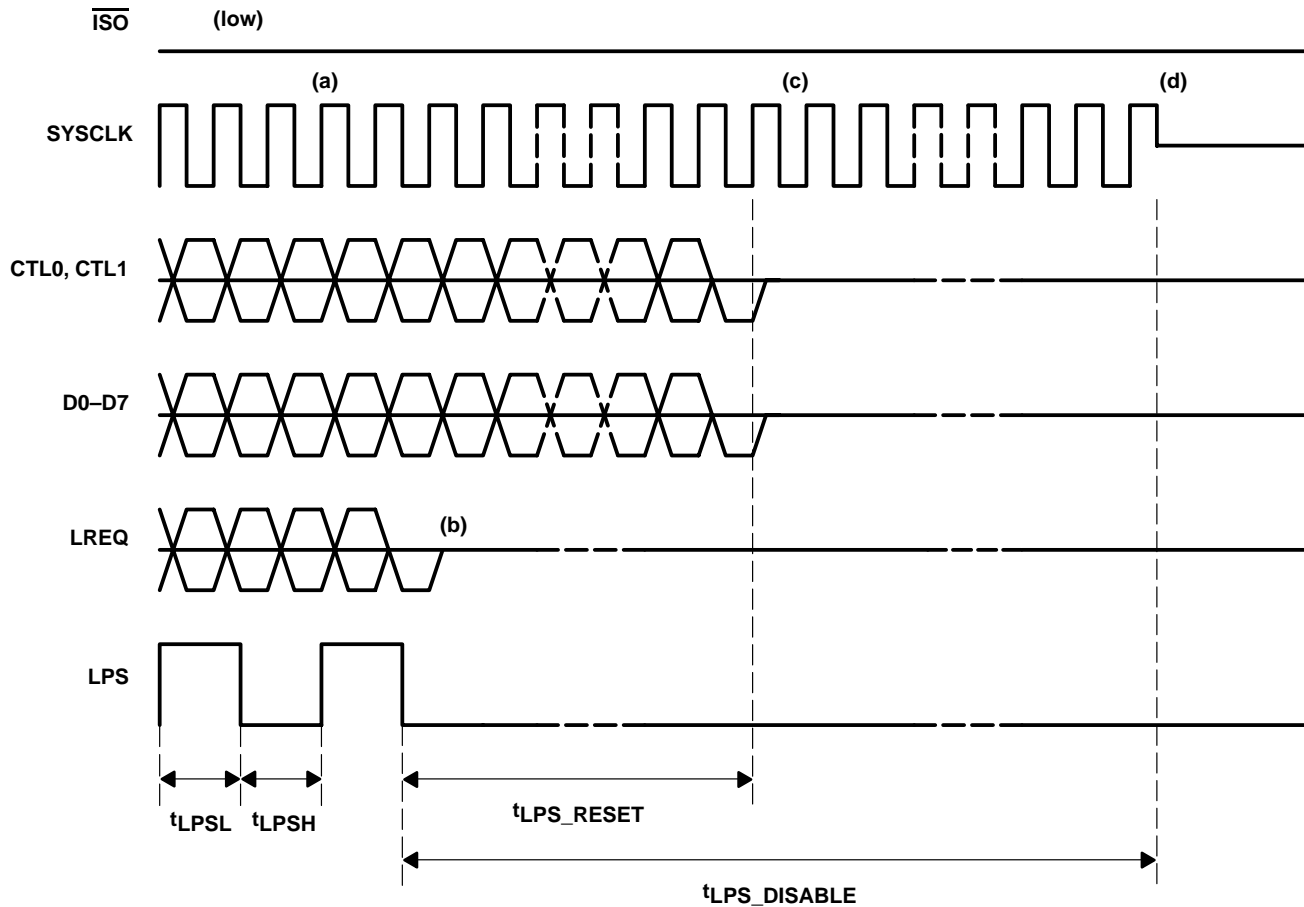 ISO (low)
(a) (c) (d)
SYSCLK
CTL0, CTL1
D0–D7
(b)
LREQ
LPS
tLPSL tLPSH tLPS_RESET
tLPS_DISABLE